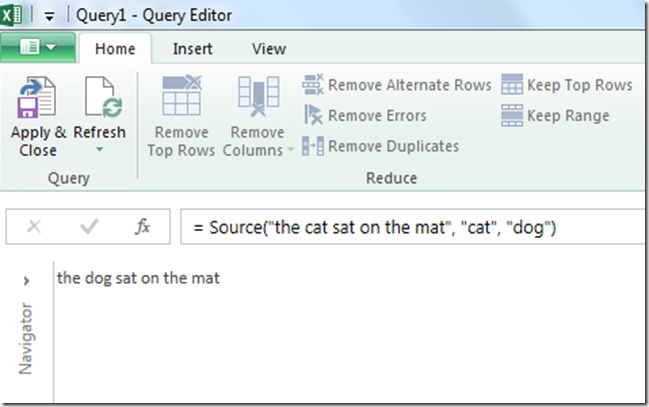 Query1 - Query Editor
Home Insert View
Remove Alternate Rows Keep Top Rows
Remove Errors Keep Range
Remove Duplicates
Apply & Close
Refresh
Remove Top Rows
Remove Columns
Query Reduce
fx = Source("the cat sat on the mat", "cat", "dog")
the dog sat on the mat
Navigator